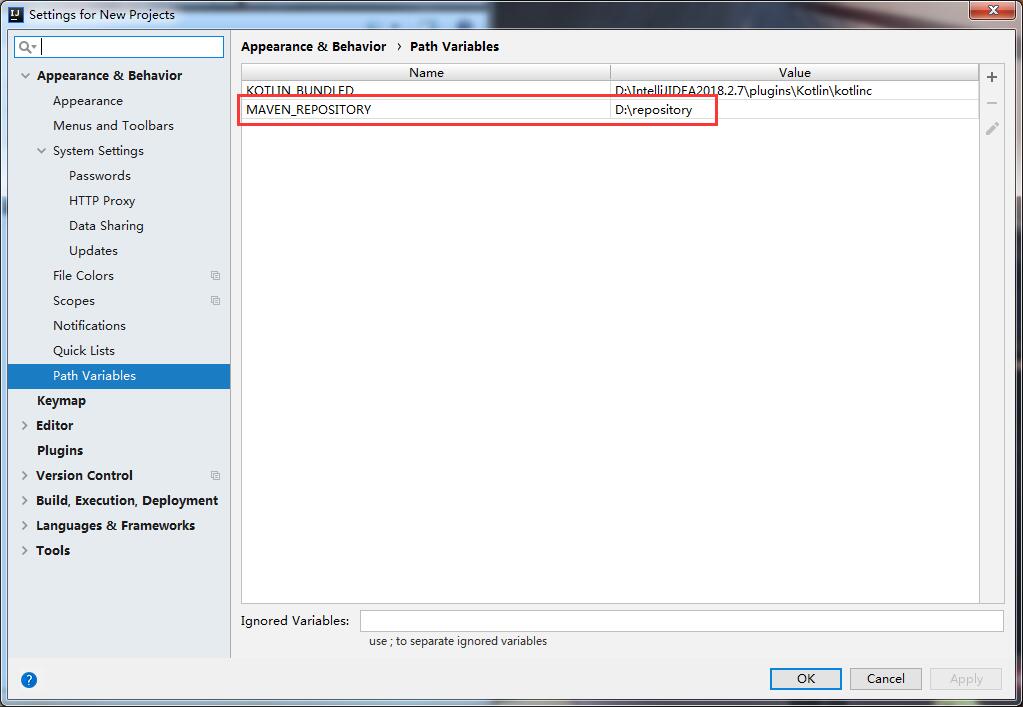 Settings for New Projects
Appearance & Behavior
Appearance
Menus and Toolbars
System Settings
Passwords
HTTP Proxy
Data Sharing
Updates
File Colors
Scopes
Notifications
Quick Lists
Path Variables
Keymap
Editor
Plugins
Version Control
Build, Execution, Deployment
Languages & Frameworks
Tools
Appearance & Behavior › Path Variables
Name Value
KOTLIN_BUNDLED D:\IntelliJIDEA2018.2.7\plugins\Kotlin\kotlinc
MAVEN_REPOSITORY D:\repository
Ignored Variables:
use ; to separate ignored variables
? OK Cancel Apply